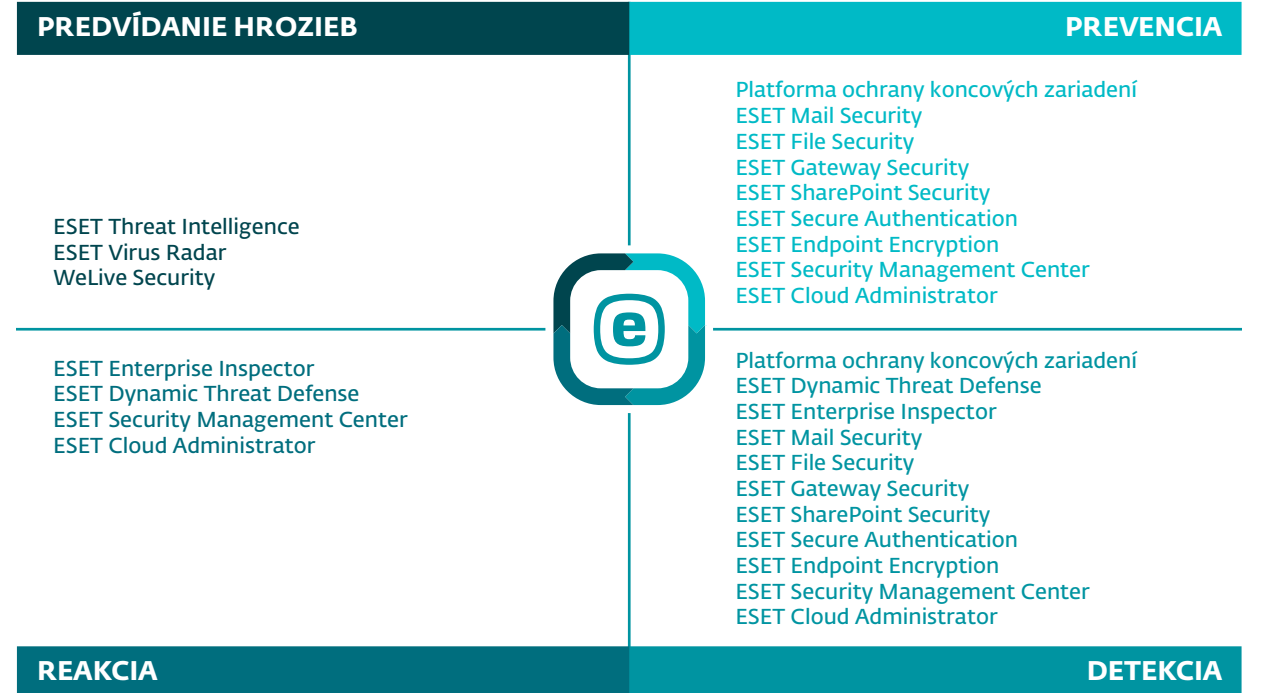 PREDVÍDANIE HROZIEB
PREVENCIA
ESET Threat Intelligence
ESET Virus Radar
WeLive Security
Platforma ochrany koncových zariadení
ESET Mail Security
ESET File Security
ESET Gateway Security
ESET SharePoint Security
ESET Secure Authentication
ESET Endpoint Encryption
ESET Security Management Center
ESET Cloud Administrator
e
ESET Enterprise Inspector
ESET Dynamic Threat Defense
ESET Security Management Center
ESET Cloud Administrator
Platforma ochrany koncových zariadení
ESET Dynamic Threat Defense
ESET Enterprise Inspector
ESET Mail Security
ESET File Security
ESET Gateway Security
ESET SharePoint Security
ESET Secure Authentication
ESET Endpoint Encryption
ESET Security Management Center
ESET Cloud Administrator
REAKCIA
DETEKCIA